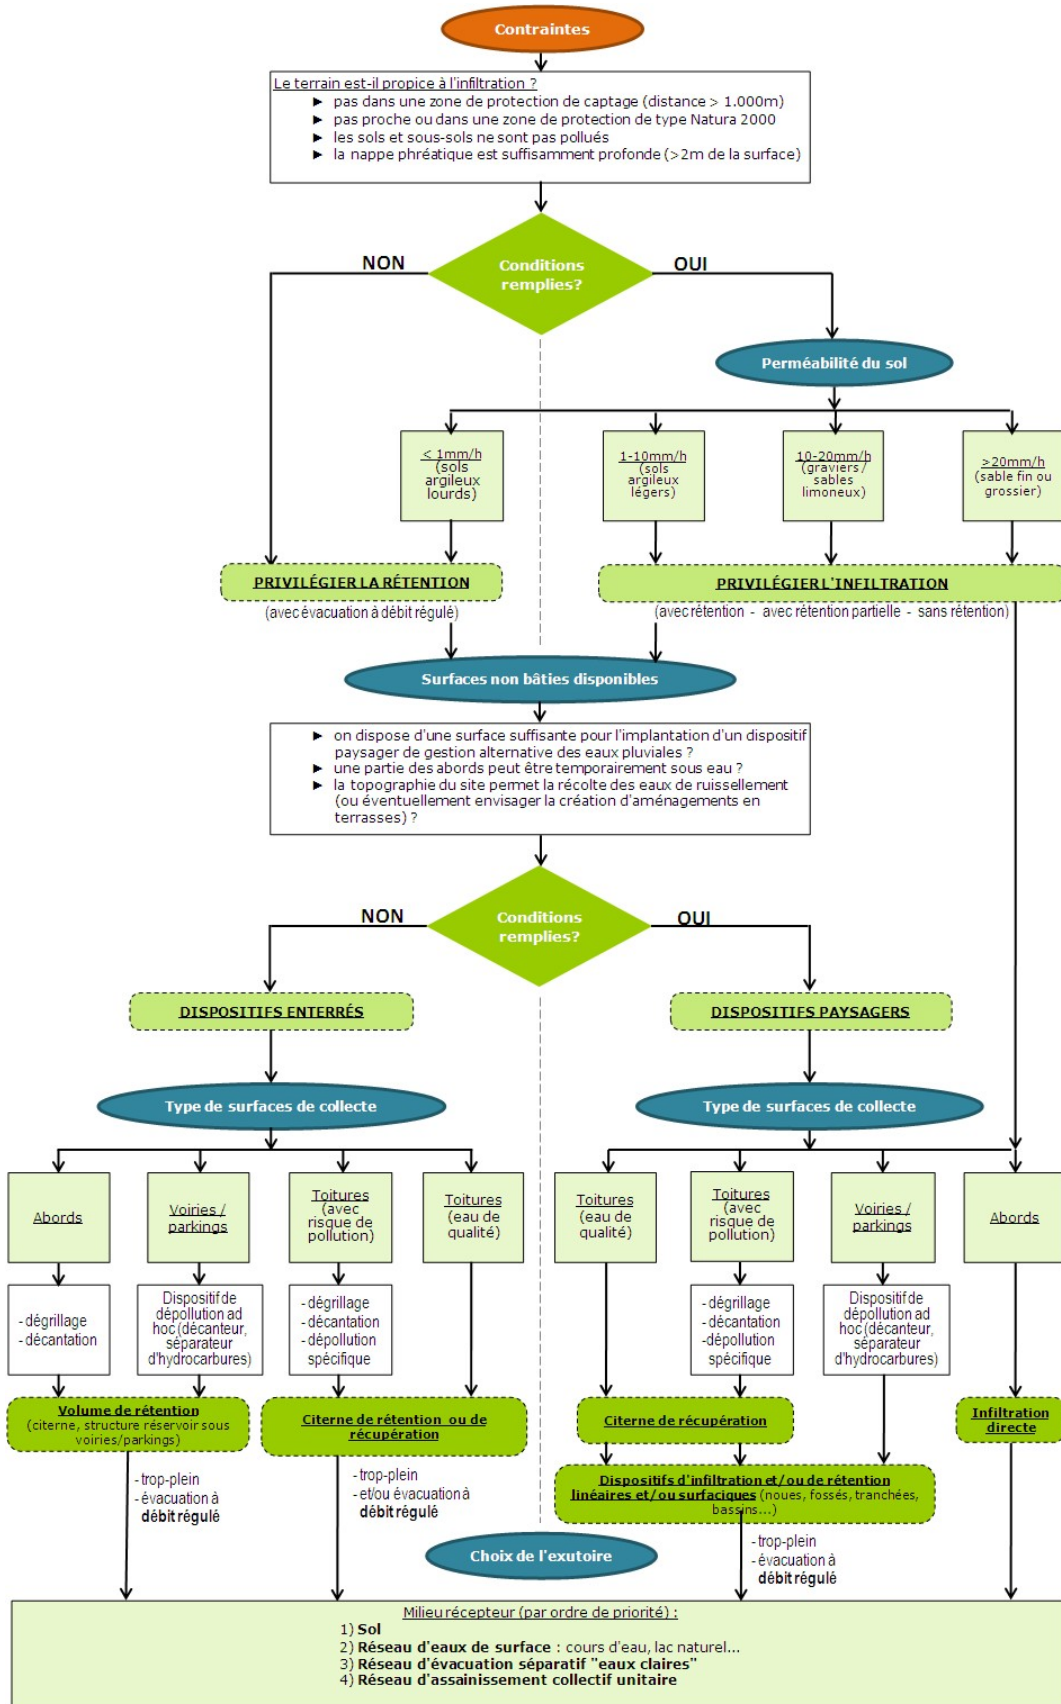 Contraintes
Le terrain est-il propice à l'infiltration ?
► pas dans une zone de protection de captage (distance > 1.000m)
► pas proche ou dans une zone de protection de type Natura 2000
► les sols et sous-sols ne sont pas pollués
► la nappe phréatique est suffisamment profonde (>2m de la surface)
NON
Conditions
remplies?
OUI
Perméabilité du sol
< 1mm/h
(sols
argileux
lourds)
1-10mm/h
(sols
argileux
légers)
10-20mm/h
(graviers /
sables
limoneux)
>20mm/h
(sable fin ou
grossier)
PRIVILÉGIER LA RÉTENTION
(avec évacuation à débit régulé)
PRIVILÉGIER L'INFILTRATION
(avec rétention - avec rétention partielle - sans rétention)
Surfaces non bâties disponibles
► on dispose d'une surface suffisante pour l'implantation d'un dispositif
paysager de gestion alternative des eaux pluviales ?
► une partie des abords peut être temporairement sous eau ?
► la topographie du site permet la récolte des eaux de ruissellement
(ou éventuellement envisager la création d'aménagements en
terrasses) ?
NON
Conditions
remplies?
OUI
DISPOSITIFS ENTERRÉS
DISPOSITIFS PAYSAGERS
Type de surfaces de collecte
Type de surfaces de collecte
Abords
Voiries /
parkings
Toitures
(avec
risque de
pollution)
Toitures
(eau de
qualité)
Toitures
(eau de
qualité)
Toitures
(avec
risque de
pollution)
Voiries /
parkings
Abords
- dégrillage
- décantation
Dispositif de
dépollution ad
hoc (décanteur,
séparateur
d'hydrocarbures)
- dégrillage
- décantation
- dépollution
spécifique
- dégrillage
- décantation
-dépollution
spécifique
Dispositif de
dépollution ad
hoc (décanteur,
séparateur
d'hydrocarbures)
Volume de rétention
(citerne, structure réservoir sous
voiries/parkings)
Citerne de rétention ou de
récupération
Citerne de récupération
Infiltration
directe
Dispositifs d'infiltration et/ou de rétention
linéaires et/ou surfaciques (noues, fossés, tranchées,
bassins...)
- trop-plein
- évacuation à
débit régulé
- trop-plein
- et/ou évacuation à
débit régulé
- trop-plein
- évacuation à
débit régulé
Choix de l'exutoire
Milieu récepteur (par ordre de priorité) :
1) Sol
2) Réseau d'eaux de surface : cours d'eau, lac naturel...
3) Réseau d'évacuation séparatif "eaux claires"
4) Réseau d'assainissement collectif unitaire